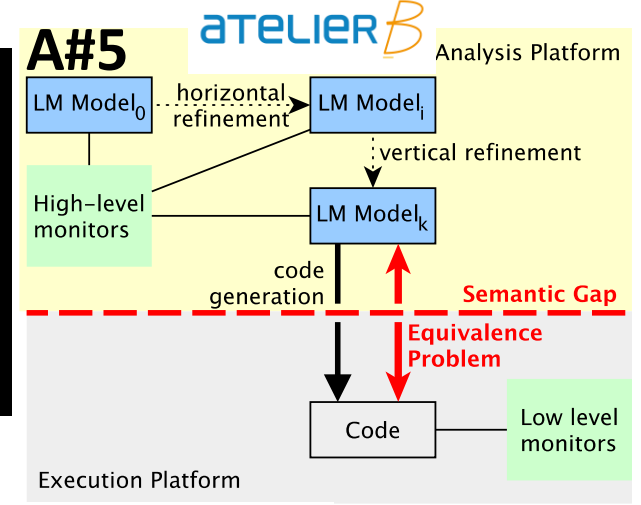 ATELIER B
A#5
Analysis Platform
LM Model0
horizontal
refinement
LM Modeli
vertical refinement
High-level
monitors
LM Modelk
code
generation
Semantic Gap
Equivalence
Problem
Code
Low level
monitors
Execution Platform